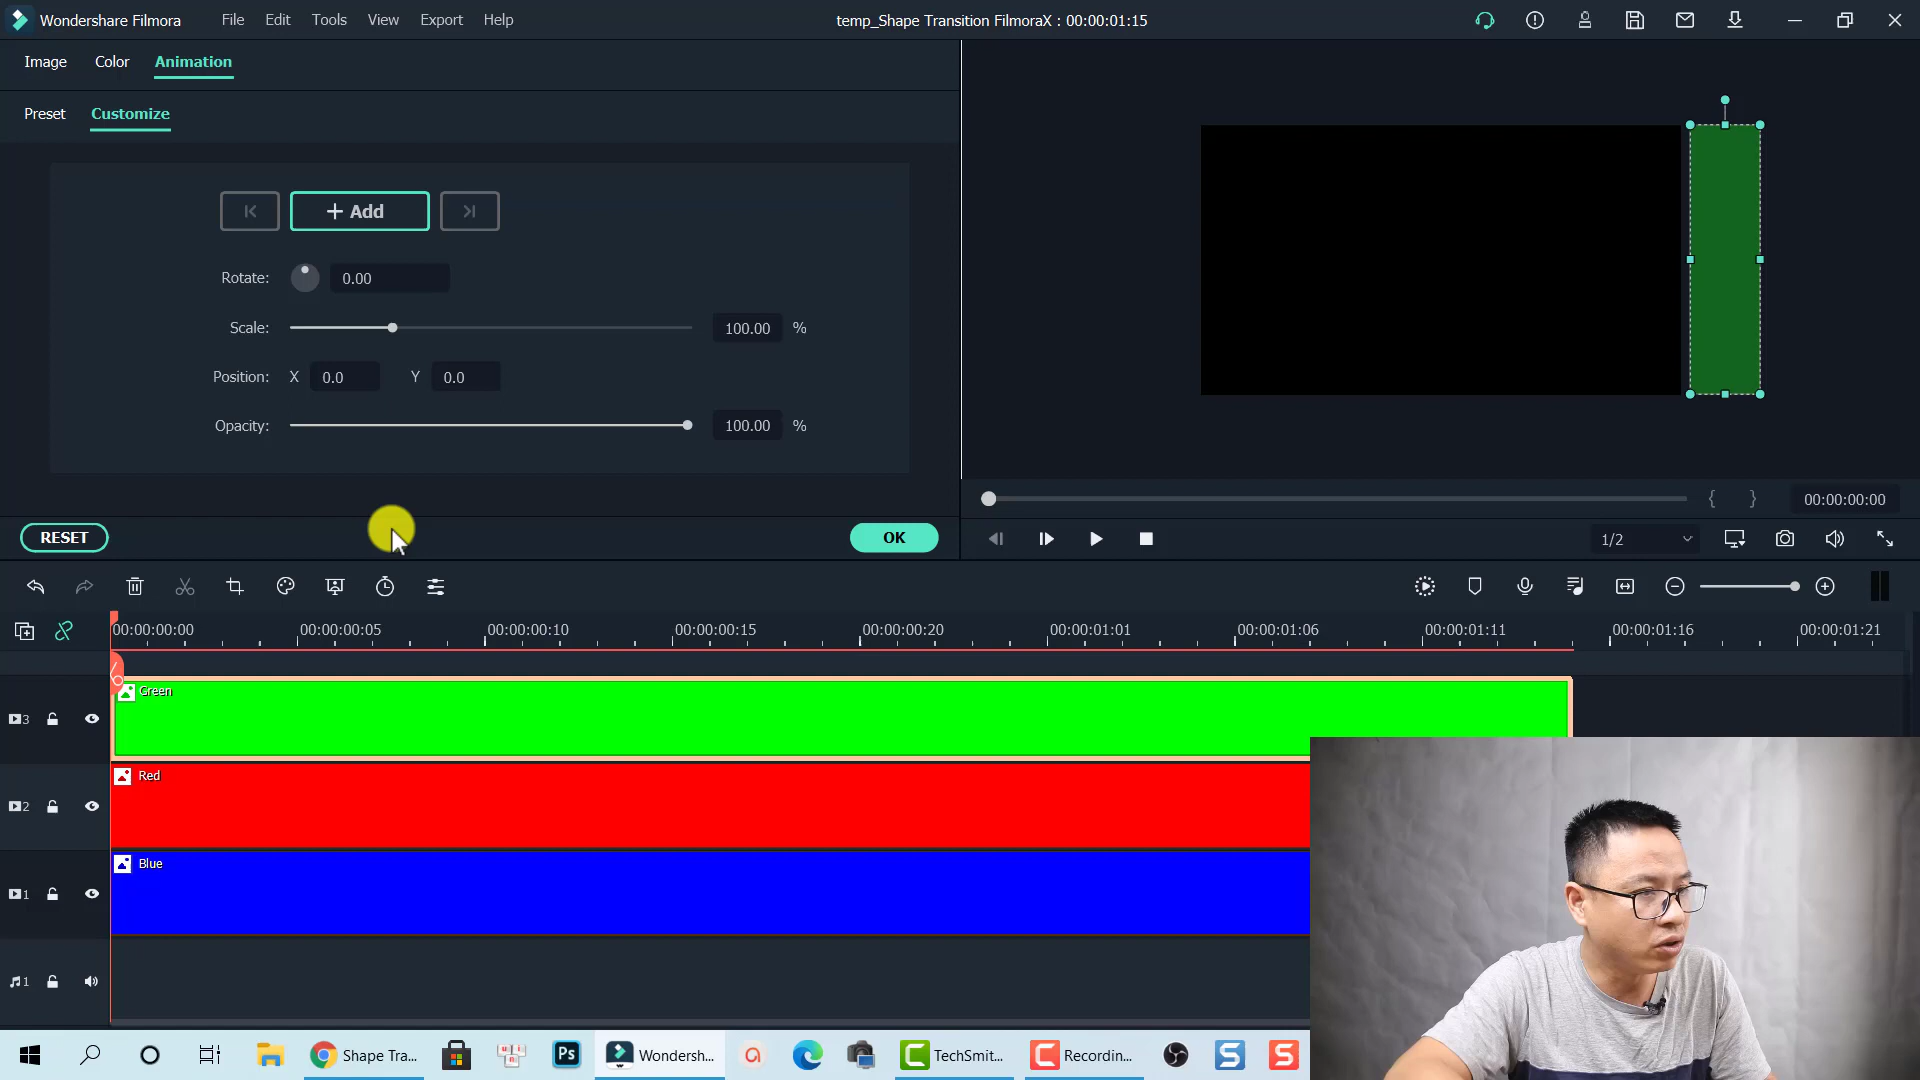 Wondershare Filmora File Edit Tools View Export Help temp_Shape Transition FilmoraX : 00:00:01:15
Image Color Animation
Preset Customize
Add
Rotate: 0.00
Scale: 100.00 %
Position: X 0.0 Y 0.0
Opacity: 100.00 %
RESET OK
00:00:00:00
1/2
00:00:00:00 00:00:00:05 00:00:00:10 00:00:00:15 00:00:00:20 00:00:01:01 00:00:01:06 00:00:01:11 00:00:01:16 00:00:01:21
Green
3
Red
2
Blue
1
1
Shape Tra... Ps Wondersh... TechSmit... Recordin... S S